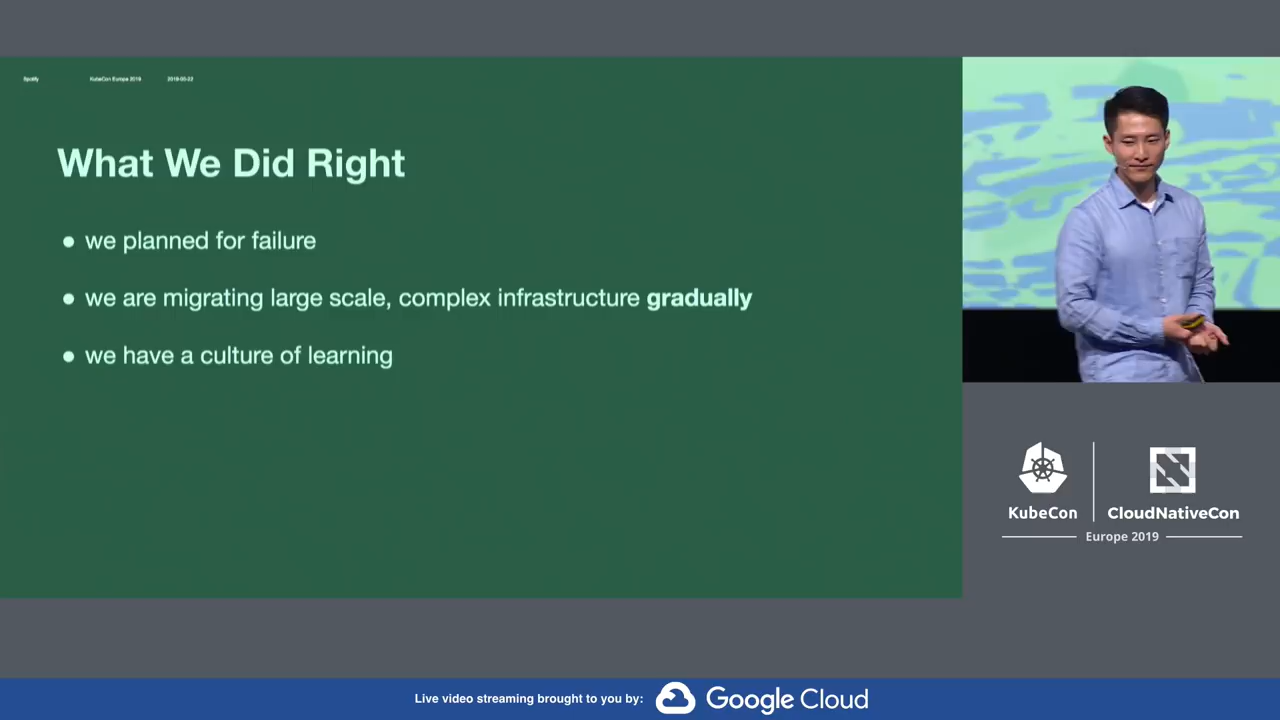 Spotify KubeCon Europe 2019 2019-05-22
What We Did Right
● we planned for failure
● we are migrating large scale, complex infrastructure gradually
● we have a culture of learning
KubeCon CloudNativeCon
Europe 2019
Live video streaming brought to you by: Google Cloud